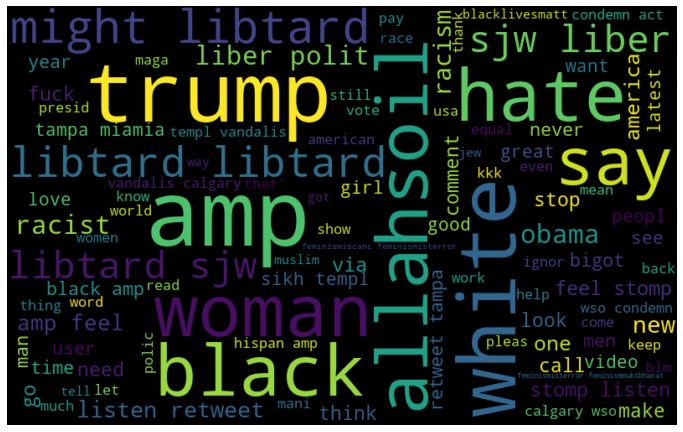 might libtard
pay
blacklivesmatt
condemn act
race
thank
sjw liber
year
maga
liber polit
racism
want
america
latest
fuck
presid
trump
still
vote
usa
hate
tampa miamia
templ vandalis
american
equal
never
libtard libtard
way
jew
great
say
vandalis calgary
that'
even
comment
love
know
got
girl
kkk
mean
world
amp
stop
racist
women
show
good
peopl
feminismiscanc feminismisterror
obama
see
libtard sjw
muslim
via
ignor
bigot
back
black amp
read
sikh templ
work
thing
word
woman
allahsoil
white
help
feel stomp
amp feel
wso condemn
retweet tampa
look
come
new
man
user
polic
hispan amp
pleas
one
men
keep
time
need
black
call
video
blm
feminismisterror feminismmuktbharat
go
tell
let
stomp listen
much
listen retweet
mani
think
calgary wso
make